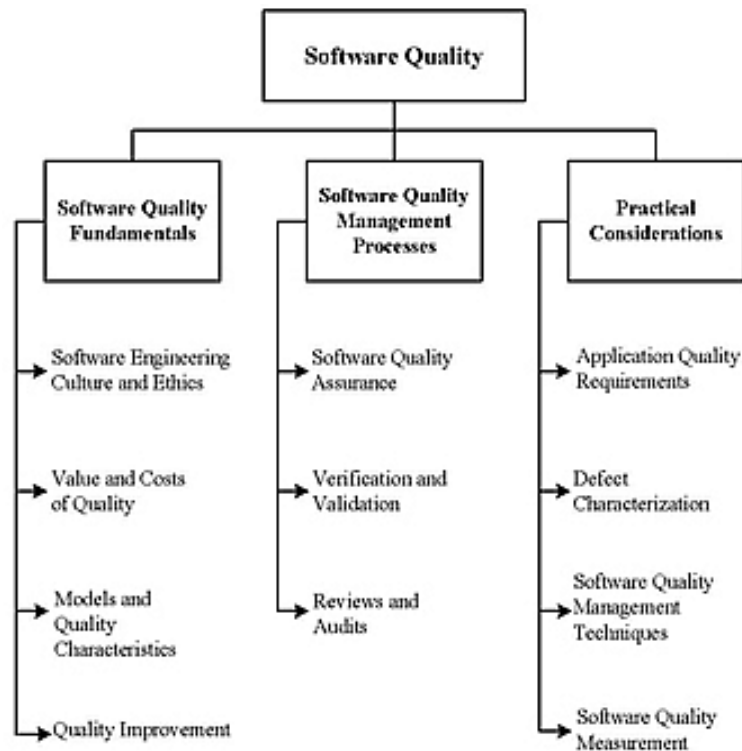 Software Quality
Software Quality
Fundamentals
Software Quality
Management
Processes
Practical
Considerations
Software Engineering
Culture and Ethics
Value and Costs
of Quality
Models and
Quality
Characteristics
Quality Improvement
Software Quality
Assurance
Verification and
Validation
Reviews and
Audits
Application Quality
Requirements
Defect
Characterization
Software Quality
Management
Techniques
Software Quality
Measurement